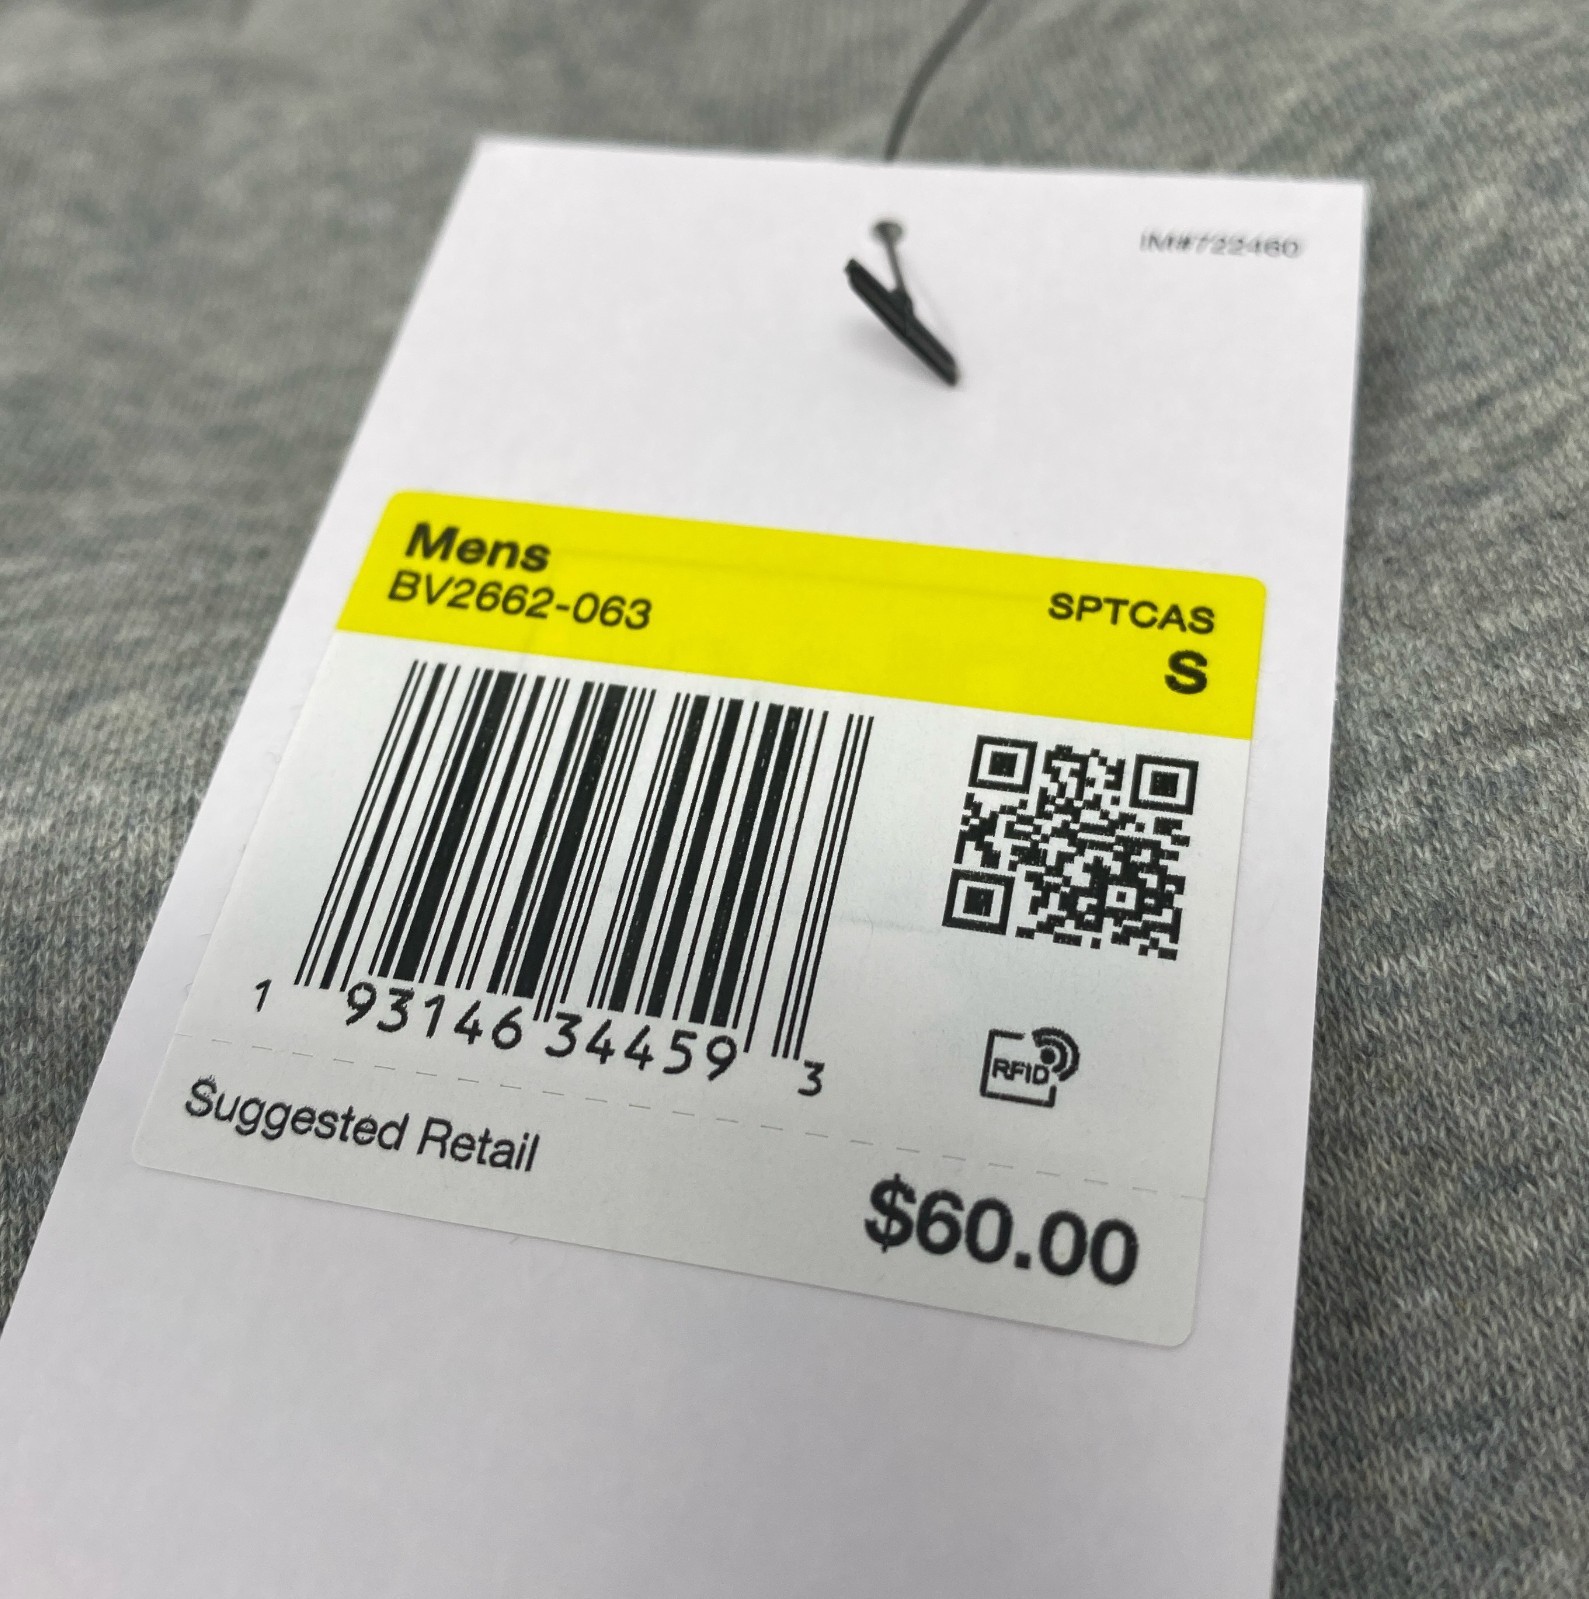 IM#722460
Mens
BV2662-063
SPTCAS
S
1 93146 34459 3
RFID
Suggested Retail
$60.00